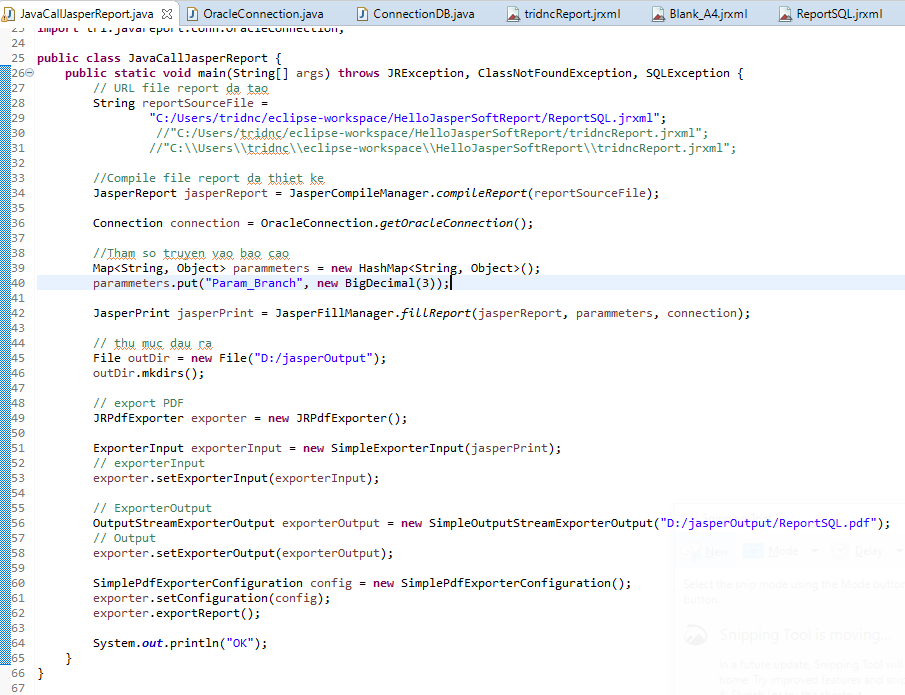 JavaCallJasperReport.java OracleConnection.java ConnectionDB.java tridncReport.jrxml Blank_A4.jrxml ReportSQL.jrxml
23 import tri.javareport.conn.OracleConnection;
24
25 public class JavaCallJasperReport {
26 public static void main(String[] args) throws JRException, ClassNotFoundException, SQLException {
27 // URL file report da tao
28 String reportSourceFile =
29 "C:/Users/tridnc/eclipse-workspace/HelloJasperSoftReport/ReportSQL.jrxml";
30 //"C:/Users/tridnc/eclipse-workspace/HelloJasperSoftReport/tridncReport.jrxml";
31 //"C:\\Users\\tridnc\\eclipse-workspace\\HelloJasperSoftReport\\tridncReport.jrxml";
32
33 //Compile file report da thiet ke
34 JasperReport jasperReport = JasperCompileManager.compileReport(reportSourceFile);
35
36 Connection connection = OracleConnection.getOracleConnection();
37
38 //Tham so truyen vao bao cao
39 Map<String, Object> parammeters = new HashMap<String, Object>();
40 parammeters.put("Param_Branch", new BigDecimal(3));
41
42 JasperPrint jasperPrint = JasperFillManager.fillReport(jasperReport, parammeters, connection);
43
44 // thu muc dau ra
45 File outDir = new File("D:/jasperOutput");
46 outDir.mkdirs();
47
48 // export PDF
49 JRPdfExporter exporter = new JRPdfExporter();
50
51 ExporterInput exporterInput = new SimpleExporterInput(jasperPrint);
52 // exporterInput
53 exporter.setExporterInput(exporterInput);
54
55 // ExporterOutput
56 OutputStreamExporterOutput exporterOutput = new SimpleOutputStreamExporterOutput("D:/jasperOutput/ReportSQL.pdf");
57 // Output
58 exporter.setExporterOutput(exporterOutput);
59
60 SimplePdfExporterConfiguration config = new SimplePdfExporterConfiguration();
61 exporter.setConfiguration(config);
62 exporter.exportReport();
63
64 System.out.println("OK");
65 }
66 }
67
New Mode Delay
Select the snip mode using the Mode button
button.
Snipping Tool is moving...
In a future update, Snipping Tool will
home. Try improved features and